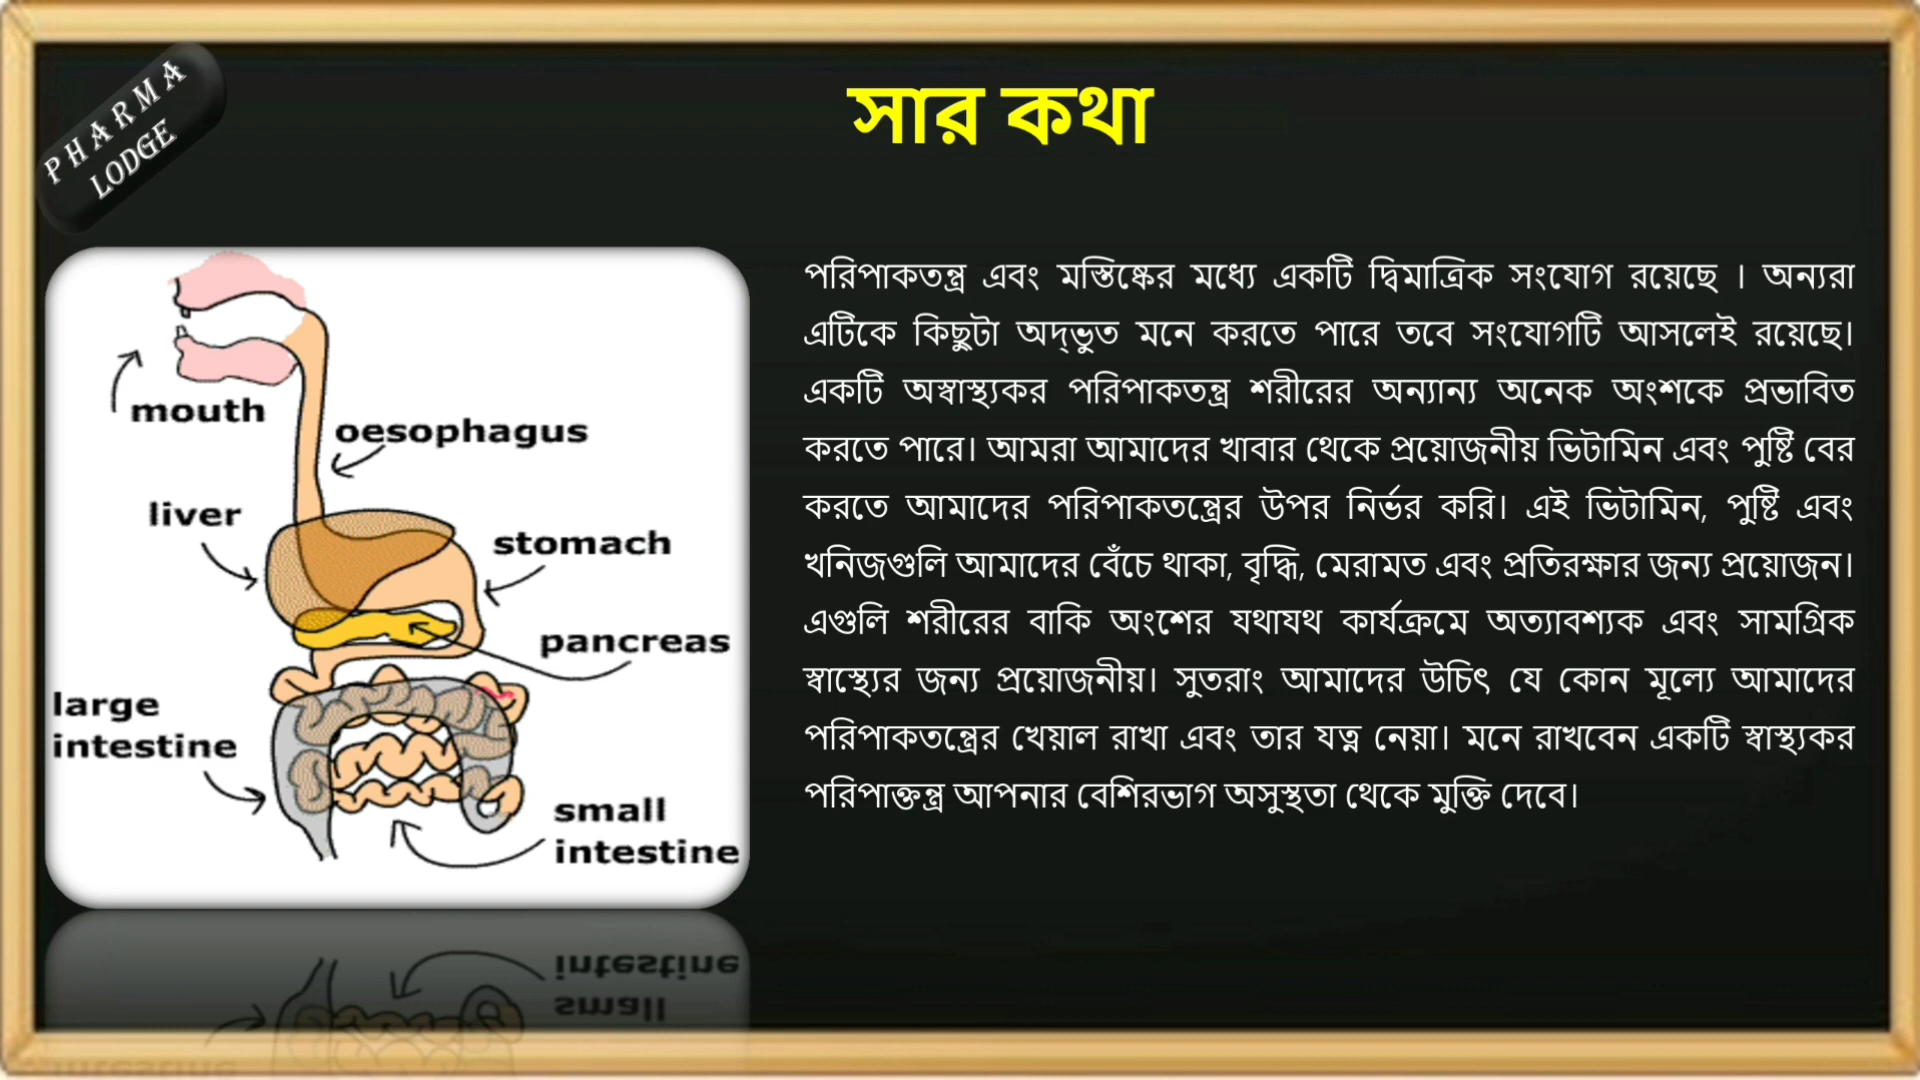 PHARMA
LODGE
সার কথা
mouth
oesophagus
liver
stomach
pancreas
large
intestine
small
intestine
পরিপাকতন্ত্র এবং মস্তিষ্কের মধ্যে একটি দ্বিমাত্রিক সংযোগ রয়েছে । অন্যরা
এটিকে কিছুটা অদ্ভুত মনে করতে পারে তবে সংযোগটি আসলেই রয়েছে।
একটি অস্বাস্থ্যকর পরিপাকতন্ত্র শরীরের অন্যান্য অনেক অংশকে প্রভাবিত
করতে পারে। আমরা আমাদের খাবার থেকে প্রয়োজনীয় ভিটামিন এবং পুষ্টি বের
করতে আমাদের পরিপাকতন্ত্রের উপর নির্ভর করি। এই ভিটামিন, পুষ্টি এবং
খনিজগুলি আমাদের বেঁচে থাকা, বৃদ্ধি, মেরামত এবং প্রতিরক্ষার জন্য প্রয়োজন।
এগুলি শরীরের বাকি অংশের যথাযথ কার্যক্রমে অত্যাবশ্যক এবং সামগ্রিক
স্বাস্থ্যের জন্য প্রয়োজনীয়। সুতরাং আমাদের উচিৎ যে কোন মূল্যে আমাদের
পরিপাকতন্ত্রের খেয়াল রাখা এবং তার যত্ন নেয়া। মনে রাখবেন একটি স্বাস্থ্যকর
পরিপাক্তন্ত্র আপনার বেশিরভাগ অসুস্থতা থেকে মুক্তি দেবে।